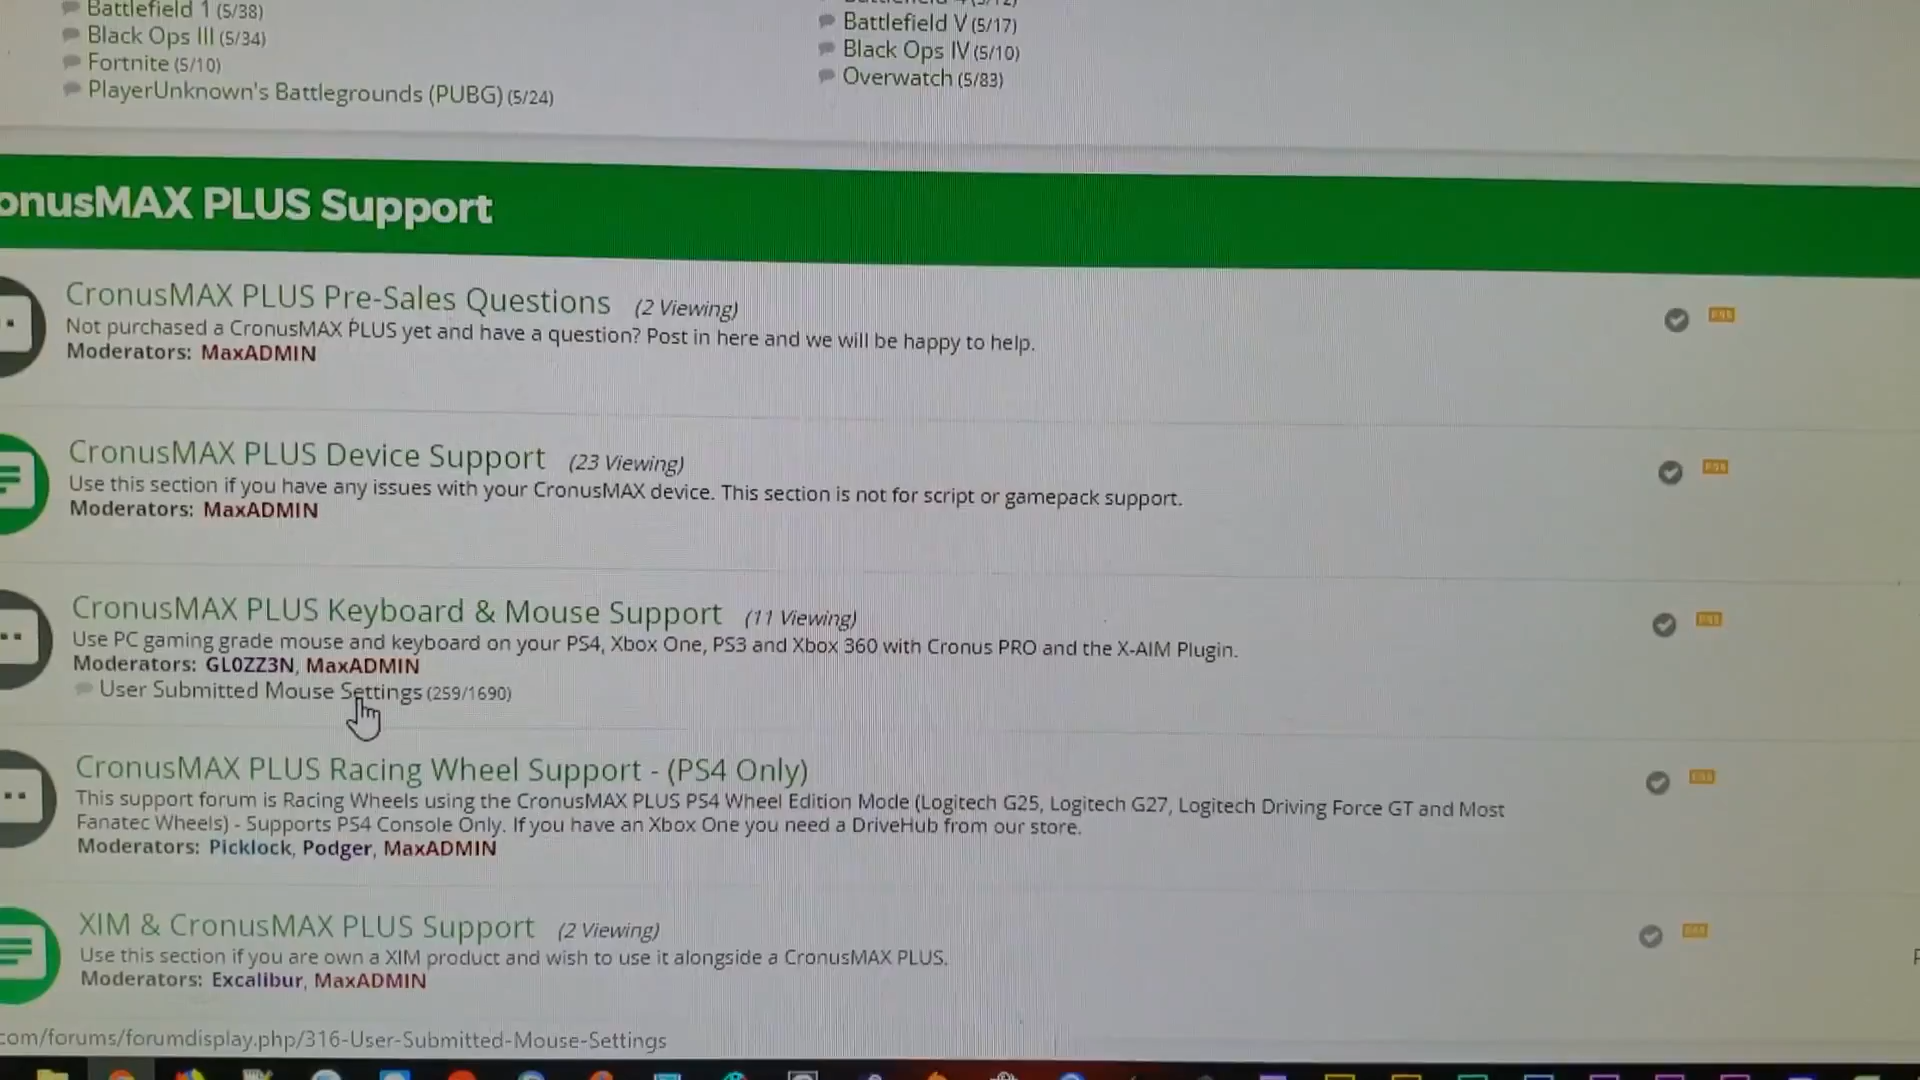 Battlefield 1 (5/38)
Battlefield V (5/17)
Black Ops III (5/34)
Black Ops IV (5/10)
Fortnite (5/10)
Overwatch (5/83)
PlayerUnknown's Battlegrounds (PUBG) (5/24)
onusMAX PLUS Support
CronusMAX PLUS Pre-Sales Questions (2 Viewing)
Not purchased a CronusMAX PLUS yet and have a question? Post in here and we will be happy to help.
Moderators: MaxADMIN
CronusMAX PLUS Device Support (23 Viewing)
Use this section if you have any issues with your CronusMAX device. This section is not for script or gamepack support.
Moderators: MaxADMIN
CronusMAX PLUS Keyboard & Mouse Support (11 Viewing)
Use PC gaming grade mouse and keyboard on your PS4, Xbox One, PS3 and Xbox 360 with Cronus PRO and the X-AIM Plugin.
Moderators: GL0ZZ3N, MaxADMIN
User Submitted Mouse Settings (259/1690)
CronusMAX PLUS Racing Wheel Support - (PS4 Only)
This support forum is Racing Wheels using the CronusMAX PLUS PS4 Wheel Edition Mode (Logitech G25, Logitech G27, Logitech Driving Force GT and Most
Fanatec Wheels) - Supports PS4 Console Only. If you have an Xbox One you need a DriveHub from our store.
Moderators: Picklock, Podger, MaxADMIN
XIM & CronusMAX PLUS Support (2 Viewing)
Use this section if you are own a XIM product and wish to use it alongside a CronusMAX PLUS.
Moderators: Excalibur, MaxADMIN
com/forums/forumdisplay.php/316-User-Submitted-Mouse-Settings